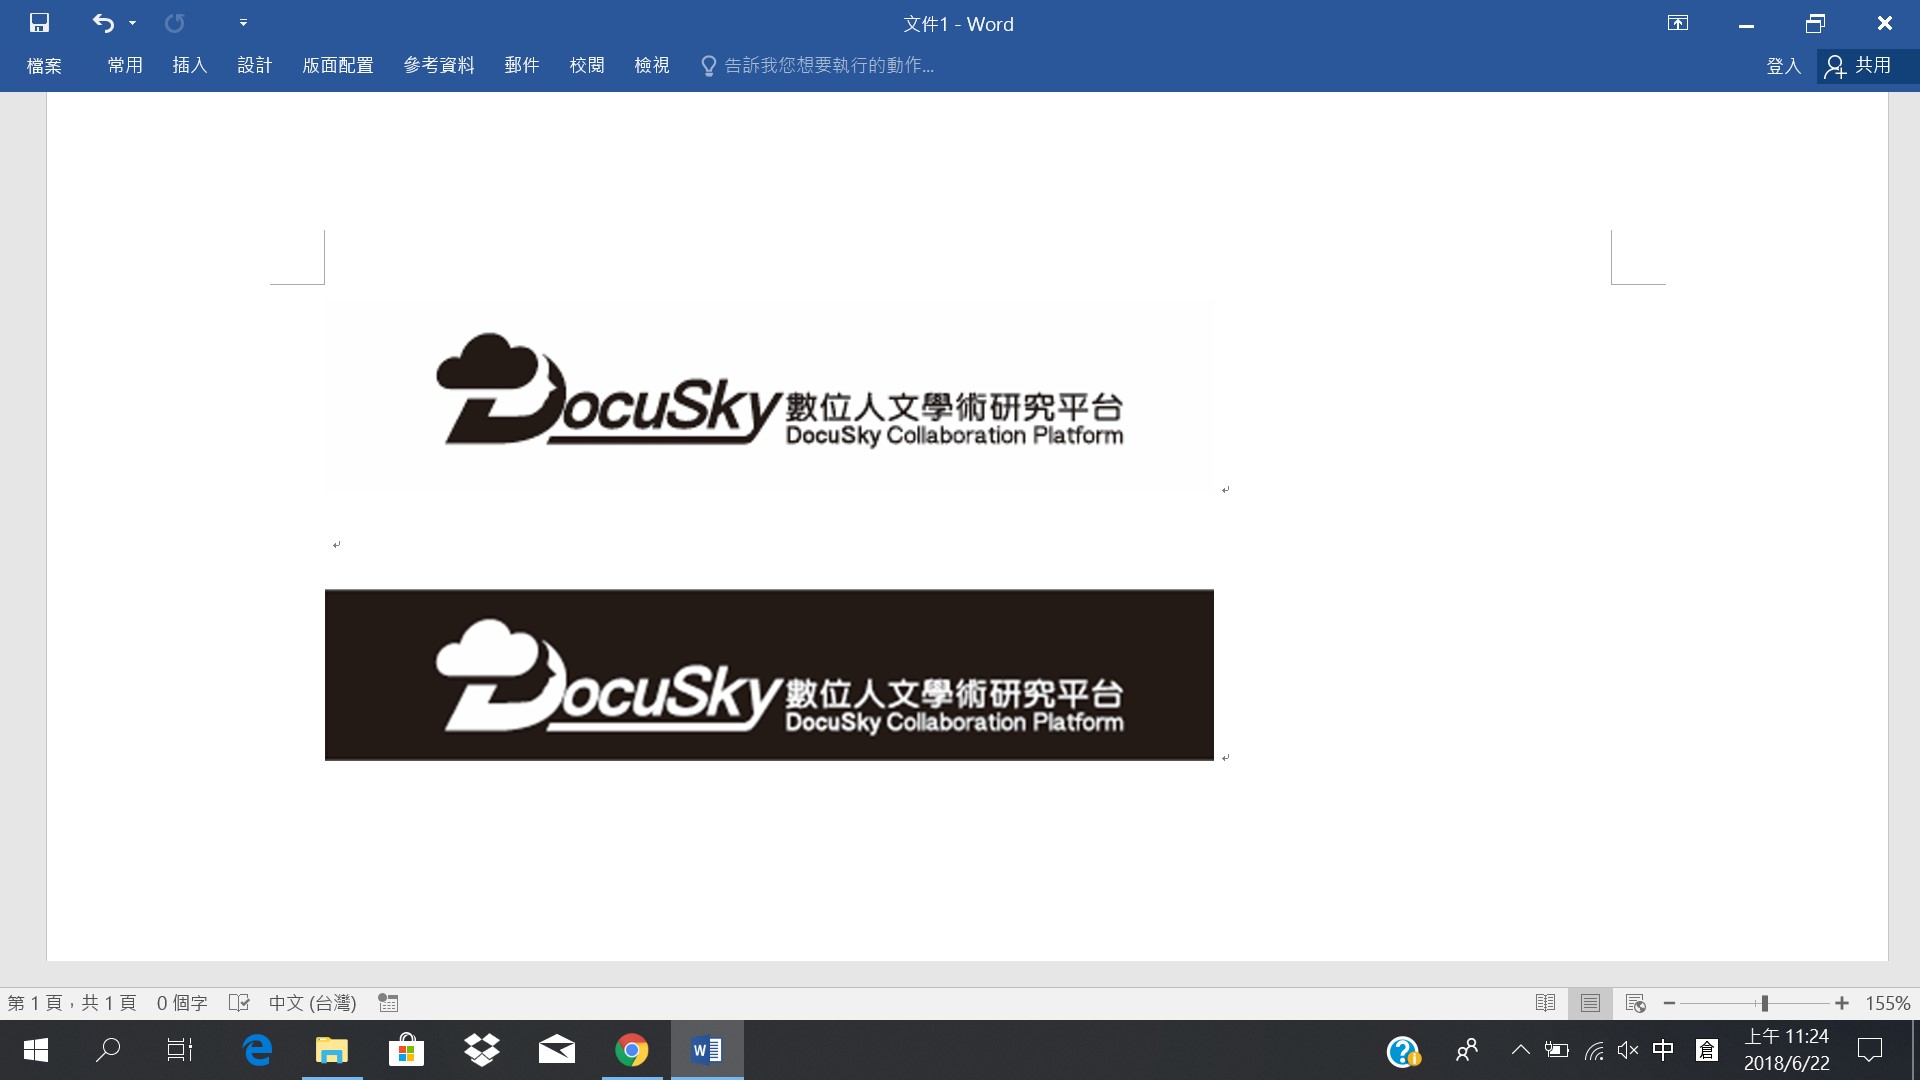 文件1 - Word
檔案 常用 插入 設計 版面配置 參考資料 郵件 校閱 檢視 告訴我您想要執行的動作... 登入 共用
DocuSky 數位人文學術研究平台
DocuSky Collaboration Platform
DocuSky 數位人文學術研究平台
DocuSky Collaboration Platform
第 1 頁，共 1 頁 0 個字 中文 (台灣) 155%
中 倉 上午 11:24
2018/6/22